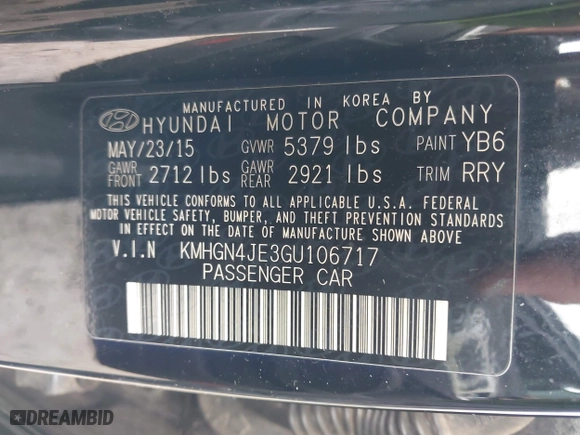 MANUFACTURED IN KOREA BY
HYUNDAI MOTOR COMPANY
MAY/23/15 GVWR 5379 lbs PAINT YB6
GAWR FRONT 2712 lbs GAWR REAR 2921 lbs TRIM RRY
THIS VEHICLE CONFORMS TO ALL APPLICABLE U.S.A. FEDERAL
MOTOR VEHICLE SAFETY, BUMPER, AND THEFT PREVENTION STANDARDS
IN EFFECT ON THE DATE OF MANUFACTURE SHOWN ABOVE
V.I.N KMHGN4JE3GU106717
PASSENGER CAR
DREAMBID